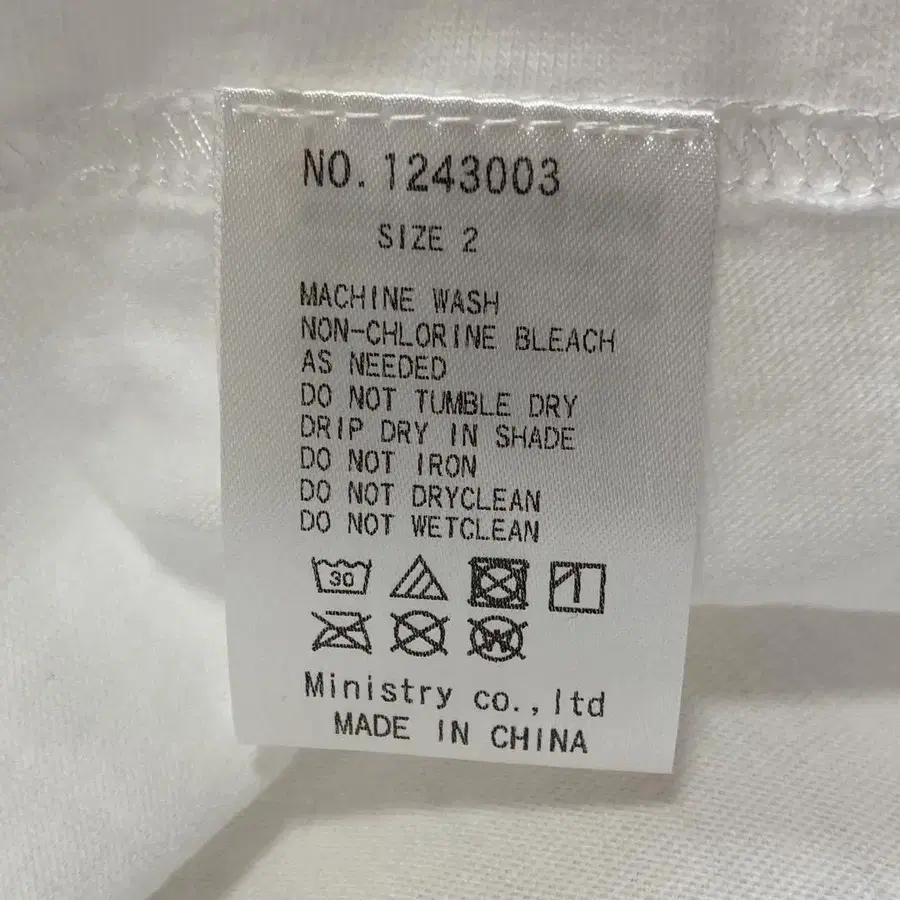 NO. 1243003
SIZE 2
MACHINE WASH
NON-CHLORINE BLEACH
AS NEEDED
DO NOT TUMBLE DRY
DRIP DRY IN SHADE
DO NOT IRON
DO NOT DRYCLEAN
DO NOT WETCLEAN
30
W
Ministry co.,ltd
MADE IN CHINA